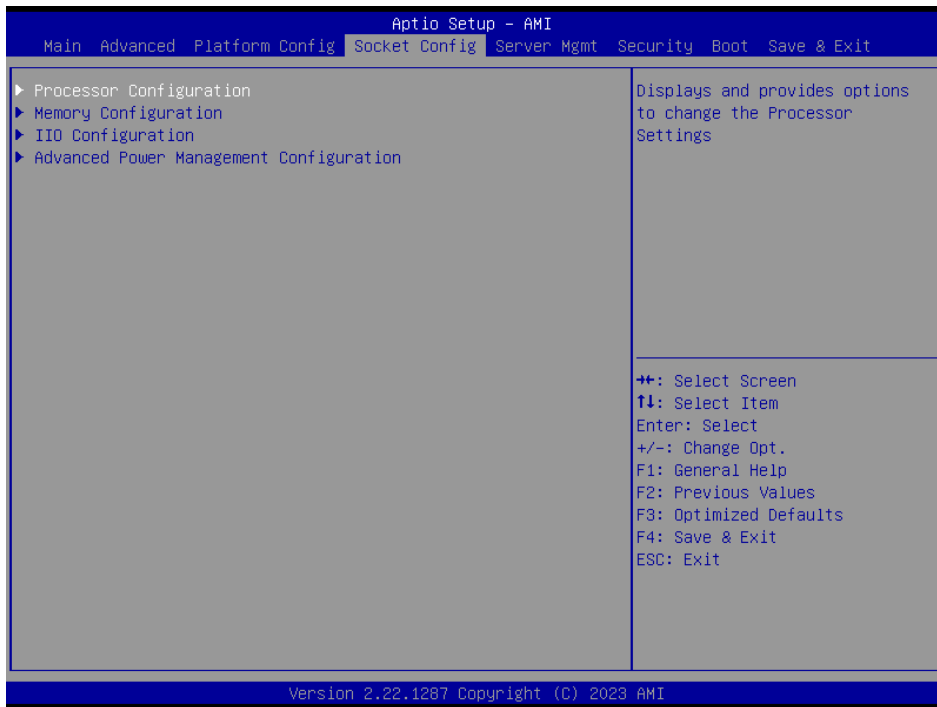 Aptio Setup – AMI
Main Advanced Platform Config Socket Config Server Mgmt Security Boot Save & Exit
▶ Processor Configuration
▶ Memory Configuration
▶ IIO Configuration
▶ Advanced Power Management Configuration
Displays and provides options
to change the Processor
Settings
→←: Select Screen
↑↓: Select Item
Enter: Select
+/-: Change Opt.
F1: General Help
F2: Previous Values
F3: Optimized Defaults
F4: Save & Exit
ESC: Exit
Version 2.22.1287 Copyright (C) 2023 AMI